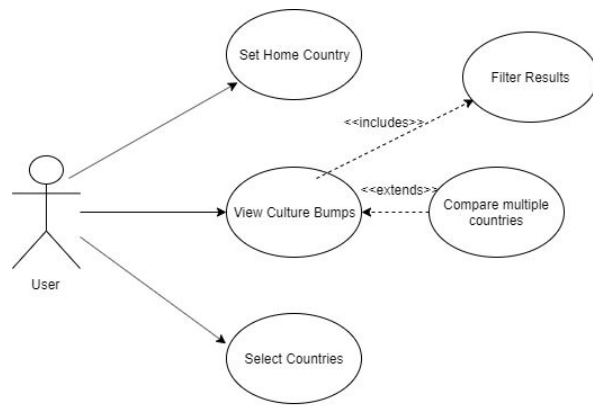 Set Home Country
Filter Results
<<includes>>
<<extends>>
View Culture Bumps
Compare multiple
countries
User
Select Countries